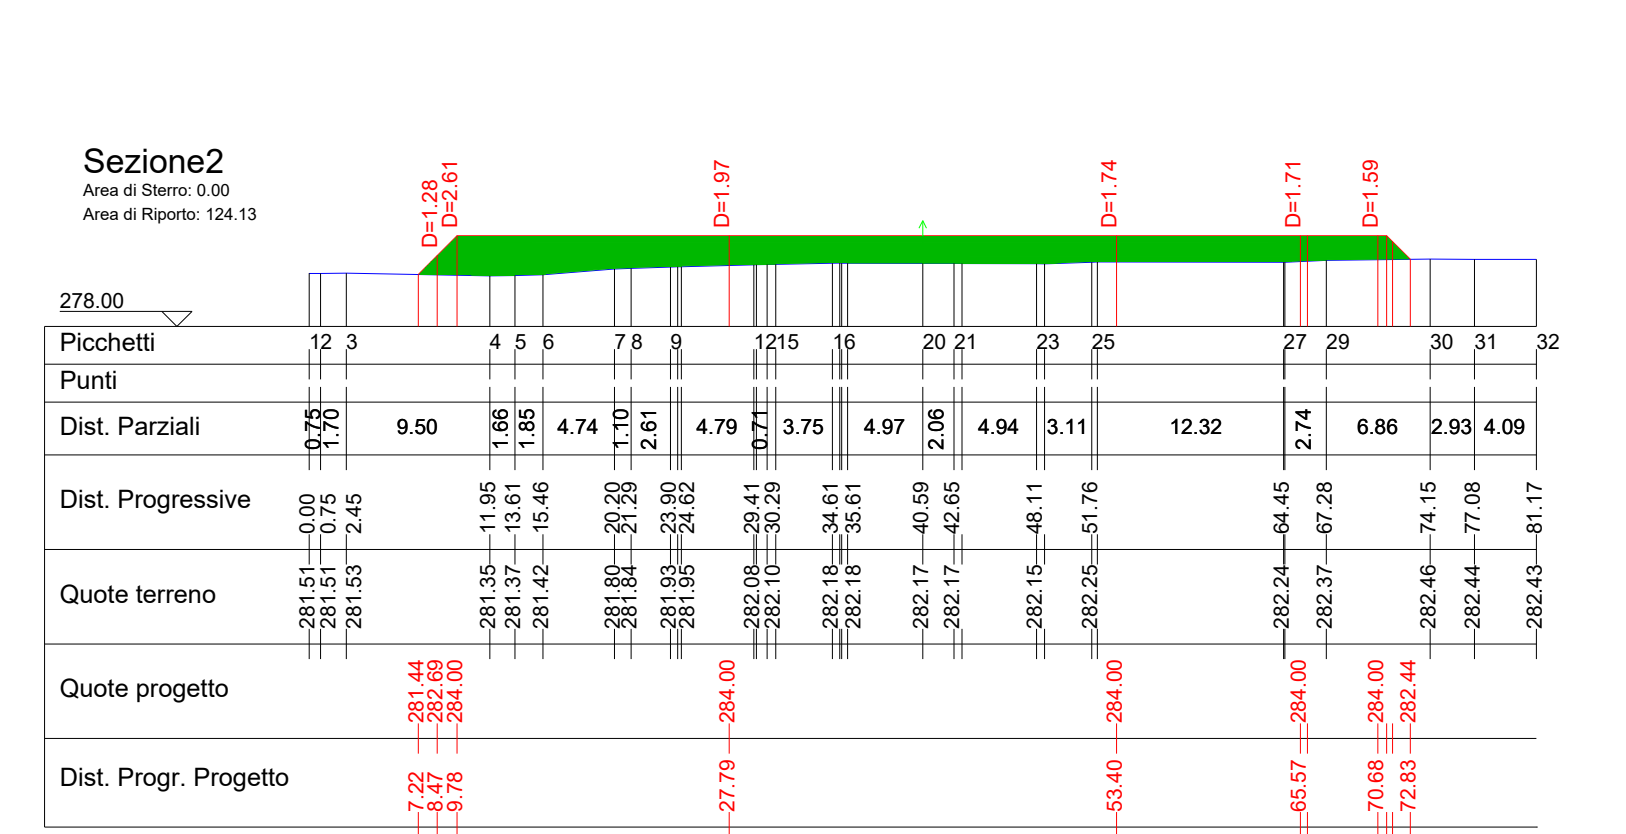 Sezione2
Area di Sterro: 0.00
Area di Riporto: 124.13
D=1.28 D=2.61 D=1.97 D=1.74 D=1.71 D=1.59
278.00
Picchetti 1 2 3 4 5 6 7 8 9 12 15 16 20 21 23 25 27 29 30 31 32
Punti
Dist. Parziali 0.75 1.70 9.50 1.66 1.85 4.74 1.10 2.61 4.79 0.71 3.75 4.97 2.06 4.94 3.11 12.32 2.74 6.86 2.93 4.09
Dist. Progressive 0.00 0.75 2.45 11.95 13.61 15.46 20.20 21.29 23.90 24.62 29.41 30.29 34.61 35.61 40.59 42.65 48.11 51.76 64.45 67.28 74.15 77.08 81.17
Quote terreno 281.51 281.51 281.53 281.35 281.37 281.42 281.80 281.84 281.93 281.95 282.08 282.10 282.18 282.18 282.17 282.17 282.15 282.25 282.24 282.37 282.46 282.44 282.43
Quote progetto 281.44 282.69 284.00 284.00 284.00 284.00 284.00 282.44
Dist. Progr. Progetto 7.22 8.47 9.78 27.79 53.40 65.57 70.68 72.83